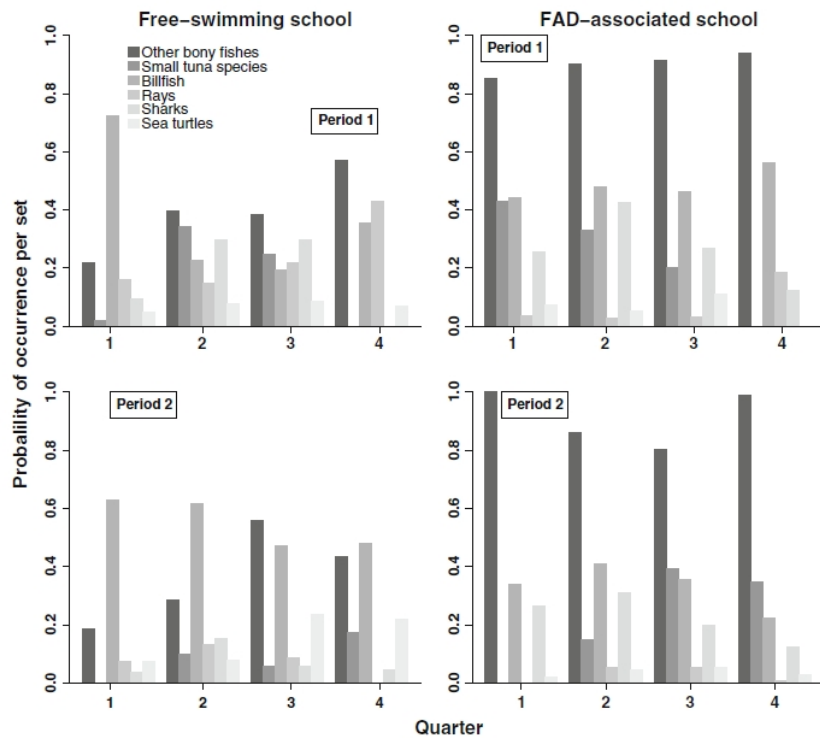 Free-swimming school
FAD-associated school
Other bony fishes
Small tuna species
Billfish
Rays
Sharks
Sea turtles
Period 1
Period 1
1.0
0.8
0.6
0.4
0.2
0.0
1 2 3 4
1.0
0.8
0.6
0.4
0.2
0.0
1 2 3 4
Probalility of occurrence per set
Period 2
Period 2
1.0
0.8
0.6
0.4
0.2
0.0
1 2 3 4
1.0
0.8
0.6
0.4
0.2
0.0
1 2 3 4
Quarter